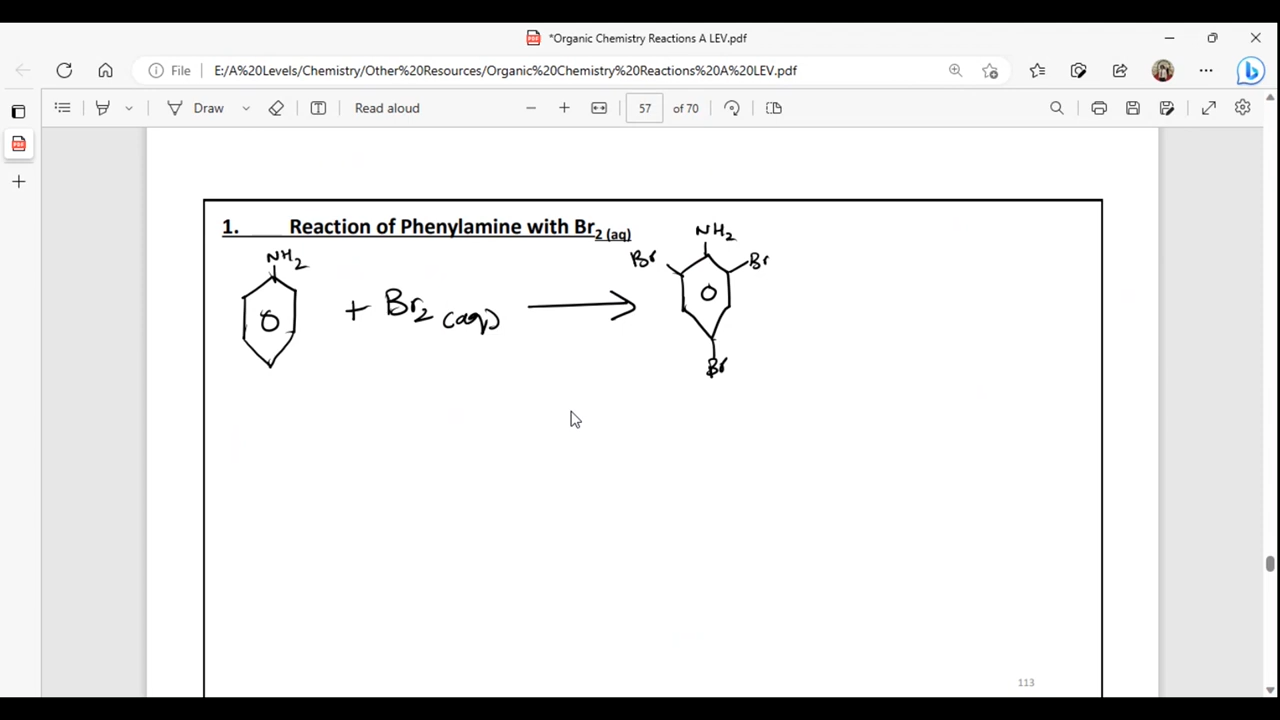 *Organic Chemistry Reactions A LEV.pdf
File E:/A%20Levels/Chemistry/Other%20Resources/Organic%20Chemistry%20Reactions%20A%20LEV.pdf
Draw Read aloud 57 of 70
1. Reaction of Phenylamine with Br2 (aq)
NH2
+ Br2 (aq)
NH2
Br Br
Br
113